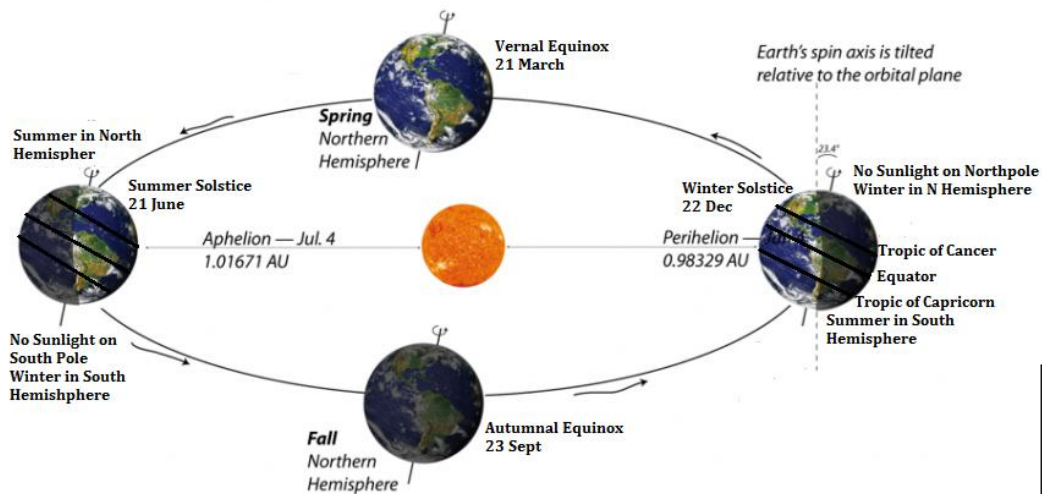 Vernal Equinox
21 March
Earth's spin axis is tilted
relative to the orbital plane
Spring
Northern
Hemisphere
Summer in North
Hemispher
23.4°
No Sunlight on Northpole
Winter in N Hemisphere
Summer Solstice
21 June
Winter Solstice
22 Dec
Aphelion — Jul. 4
1.01671 AU
Perihelion —
0.98329 AU
Tropic of Cancer
Equator
Tropic of Capricorn
Summer in South
Hemisphere
No Sunlight on
South Pole
Winter in South
Hemishphere
Autumnal Equinox
23 Sept
Fall
Northern
Hemisphere